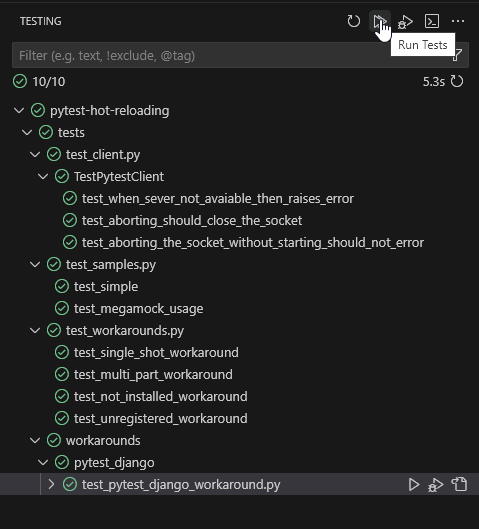 TESTING
Run Tests
Filter (e.g. text, !exclude, @tag)
10/10 5.3s
pytest-hot-reloading
tests
test_client.py
TestPytestClient
test_when_sever_not_avaiable_then_raises_error
test_aborting_should_close_the_socket
test_aborting_the_socket_without_starting_should_not_error
test_samples.py
test_simple
test_megamock_usage
test_workarounds.py
test_single_shot_workaround
test_multi_part_workaround
test_not_installed_workaround
test_unregistered_workaround
workarounds
pytest_django
test_pytest_django_workaround.py